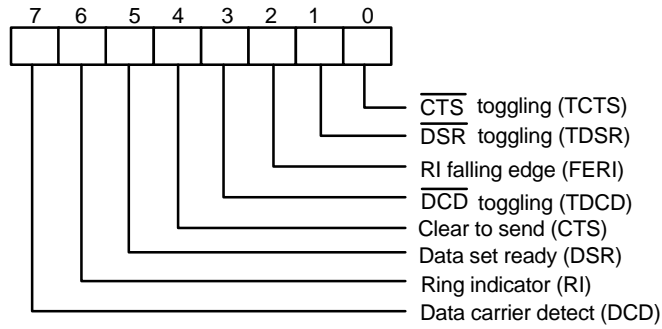 7 6 5 4 3 2 1 0
CTS toggling (TCTS)
DSR toggling (TDSR)
RI falling edge (FERI)
DCD toggling (TDCD)
Clear to send (CTS)
Data set ready (DSR)
Ring indicator (RI)
Data carrier detect (DCD)